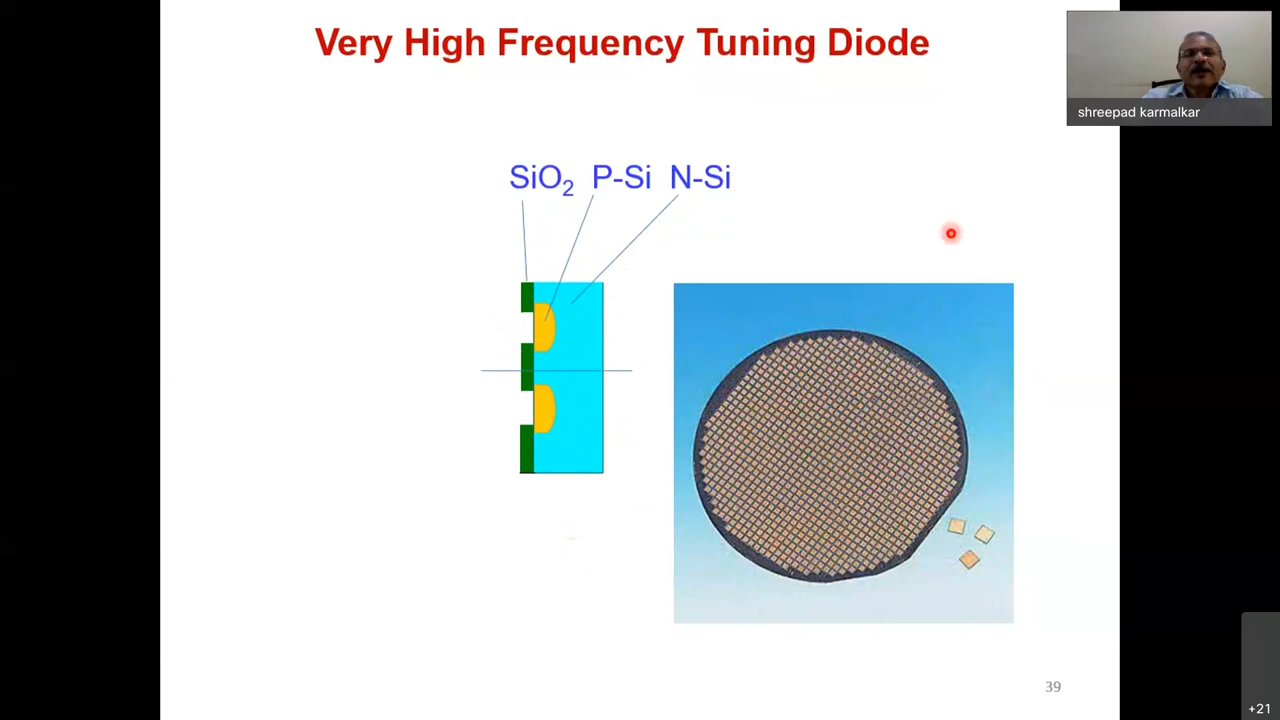 Very High Frequency Tuning Diode
shreepad karmalkar
SiO₂ P-Si N-Si
39
+21